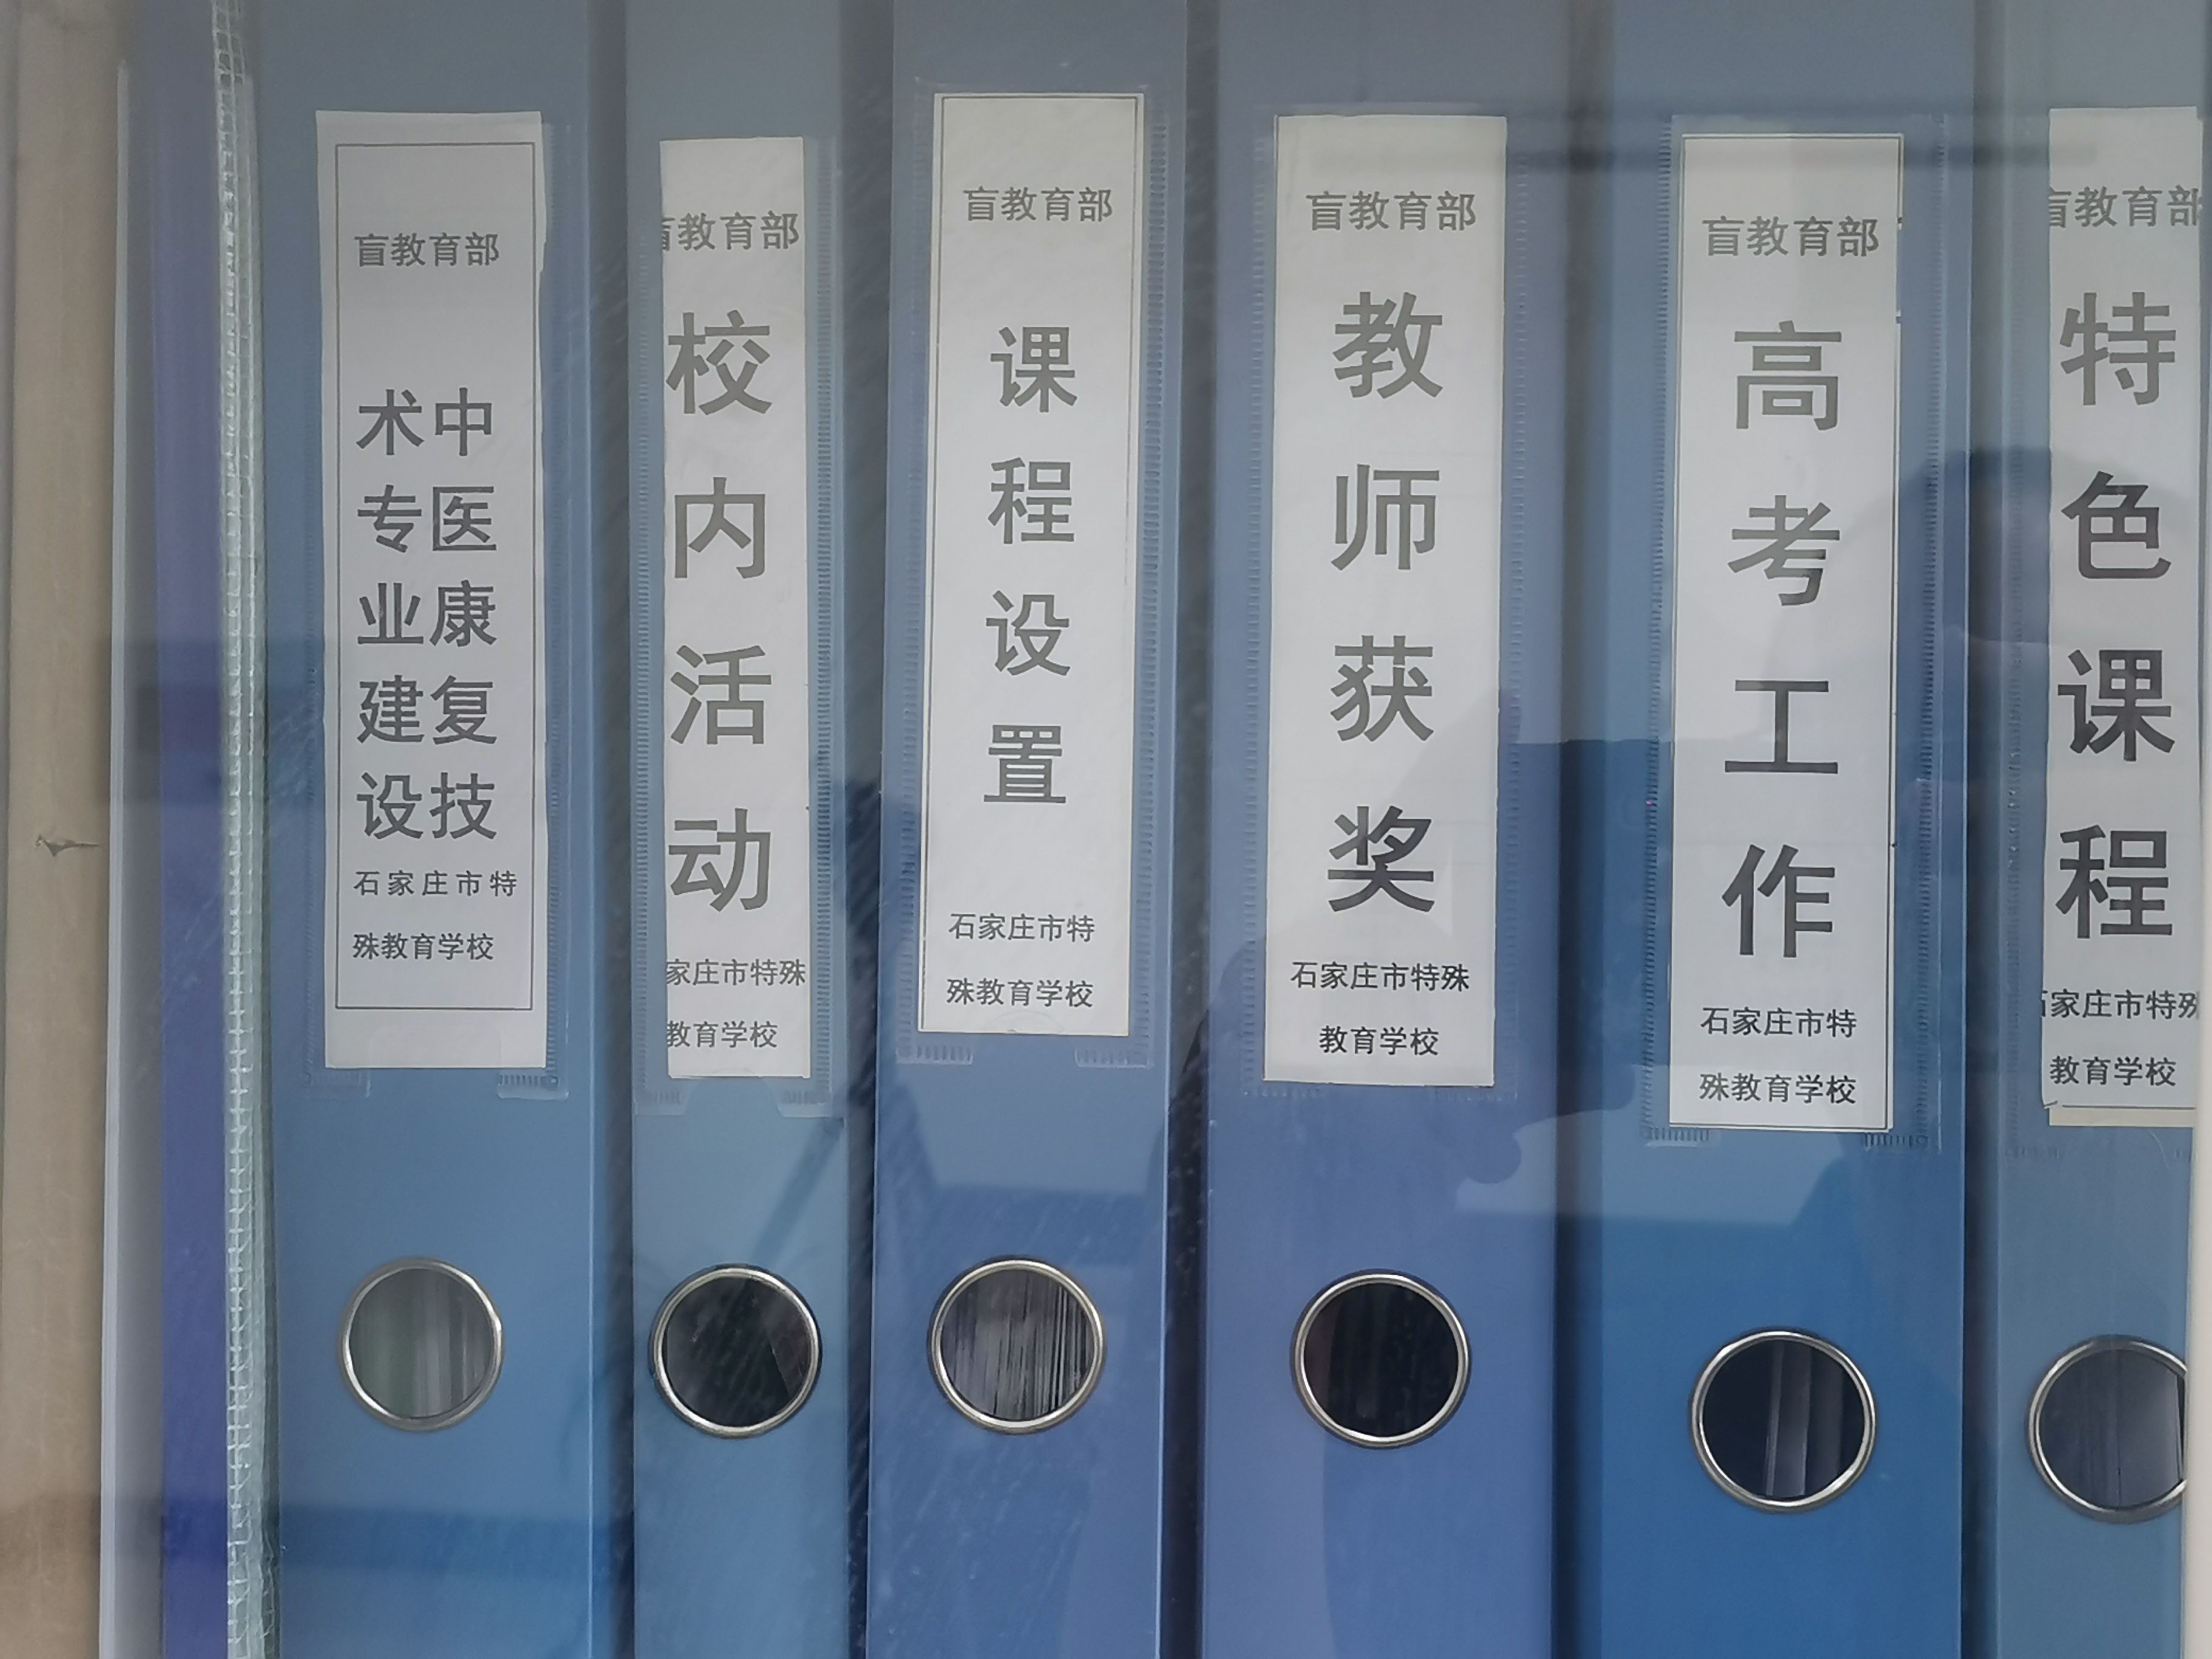 盲教育部
中医康复技
术专业建设
石家庄市特
殊教育学校
盲教育部
校内活动
家庄市特殊
教育学校
盲教育部
课程设置
石家庄市特
殊教育学校
盲教育部
教师获奖
石家庄市特殊
教育学校
盲教育部
高考工作
石家庄市特
殊教育学校
盲教育部
特色课程
石家庄市特殊
教育学校